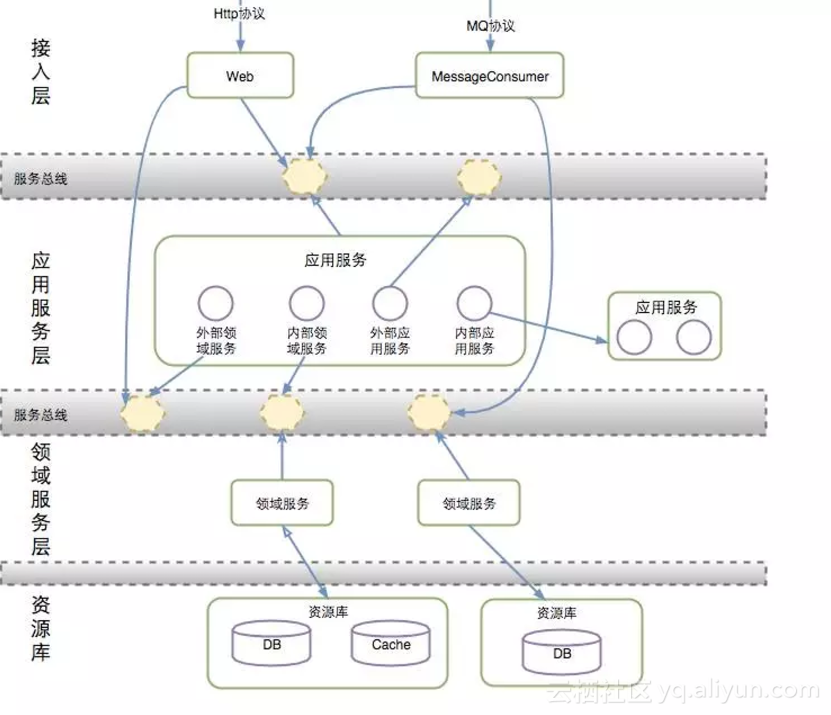 Http协议
MQ协议
接入层
Web
MessageConsumer
服务总线
应用服务层
应用服务
外部领
域服务
内部领
域服务
外部应
用服务
内部应
用服务
应用服务
服务总线
领域服务层
领域服务
领域服务
资源库
资源库
DB
Cache
资源库
DB
云栖社区 yq.aliyun.com